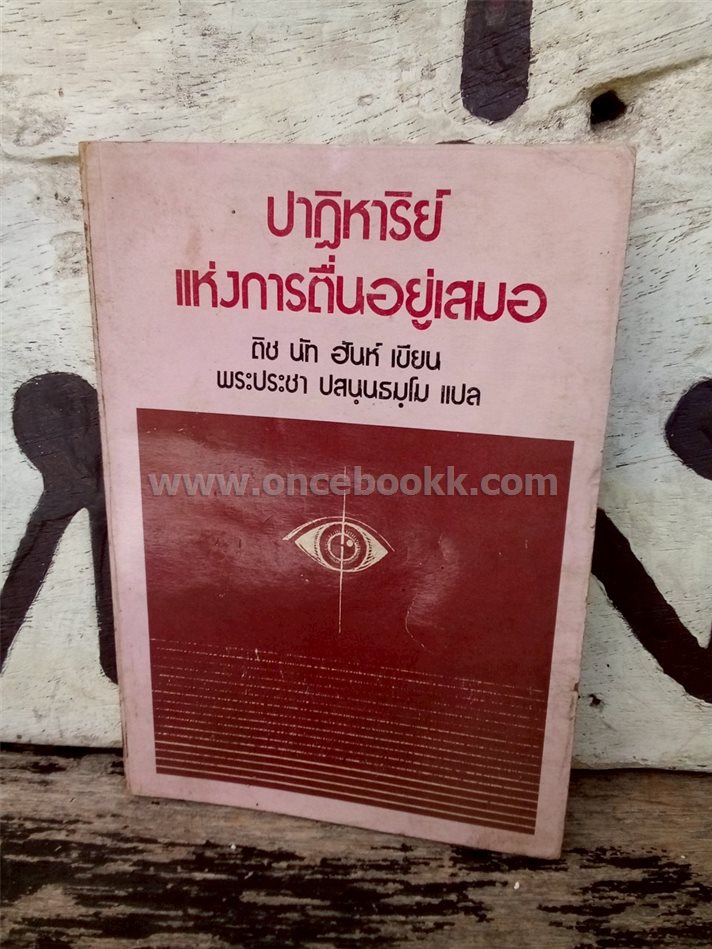 ปาฏิหาริย์
แห่งการตื่นอยู่เสมอ
ติช นัท ฮันห์ เขียน
พระประชา ปสนฺนธมฺโม แปล
www.oncebookk.com